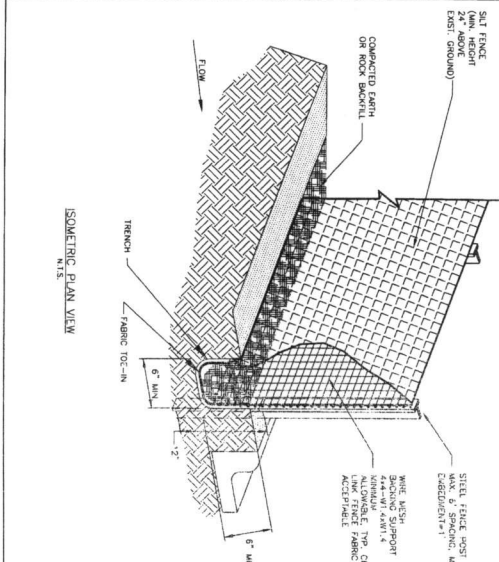 SILT FENCE
(MIN. HEIGHT
24" ABOVE
EXIST. GROUND)
COMPACTED EARTH
OR ROCK BACKFILL
FLOW
STEEL FENCE POST
MAX. 6' SPACING, M
EMBEDMENT=1'
WIRE MESH
BACKING SUPPORT
4x4-W1.4xW1.4
MINIMUM
ALLOWABLE, TYP. C
LINK FENCE FABRIC
ACCEPTABLE
TRENCH
FABRIC TOE-IN
6" MIN.
2"
6" M
ISOMETRIC PLAN VIEW
N.T.S.